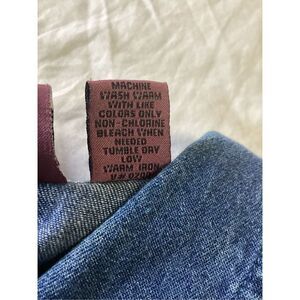 MACHINE
WASH WARM
WITH LIKE
COLORS ONLY
NON-CHLORINE
BLEACH WHEN
NEEDED
TUMBLE DRY
LOW
WARM IRON